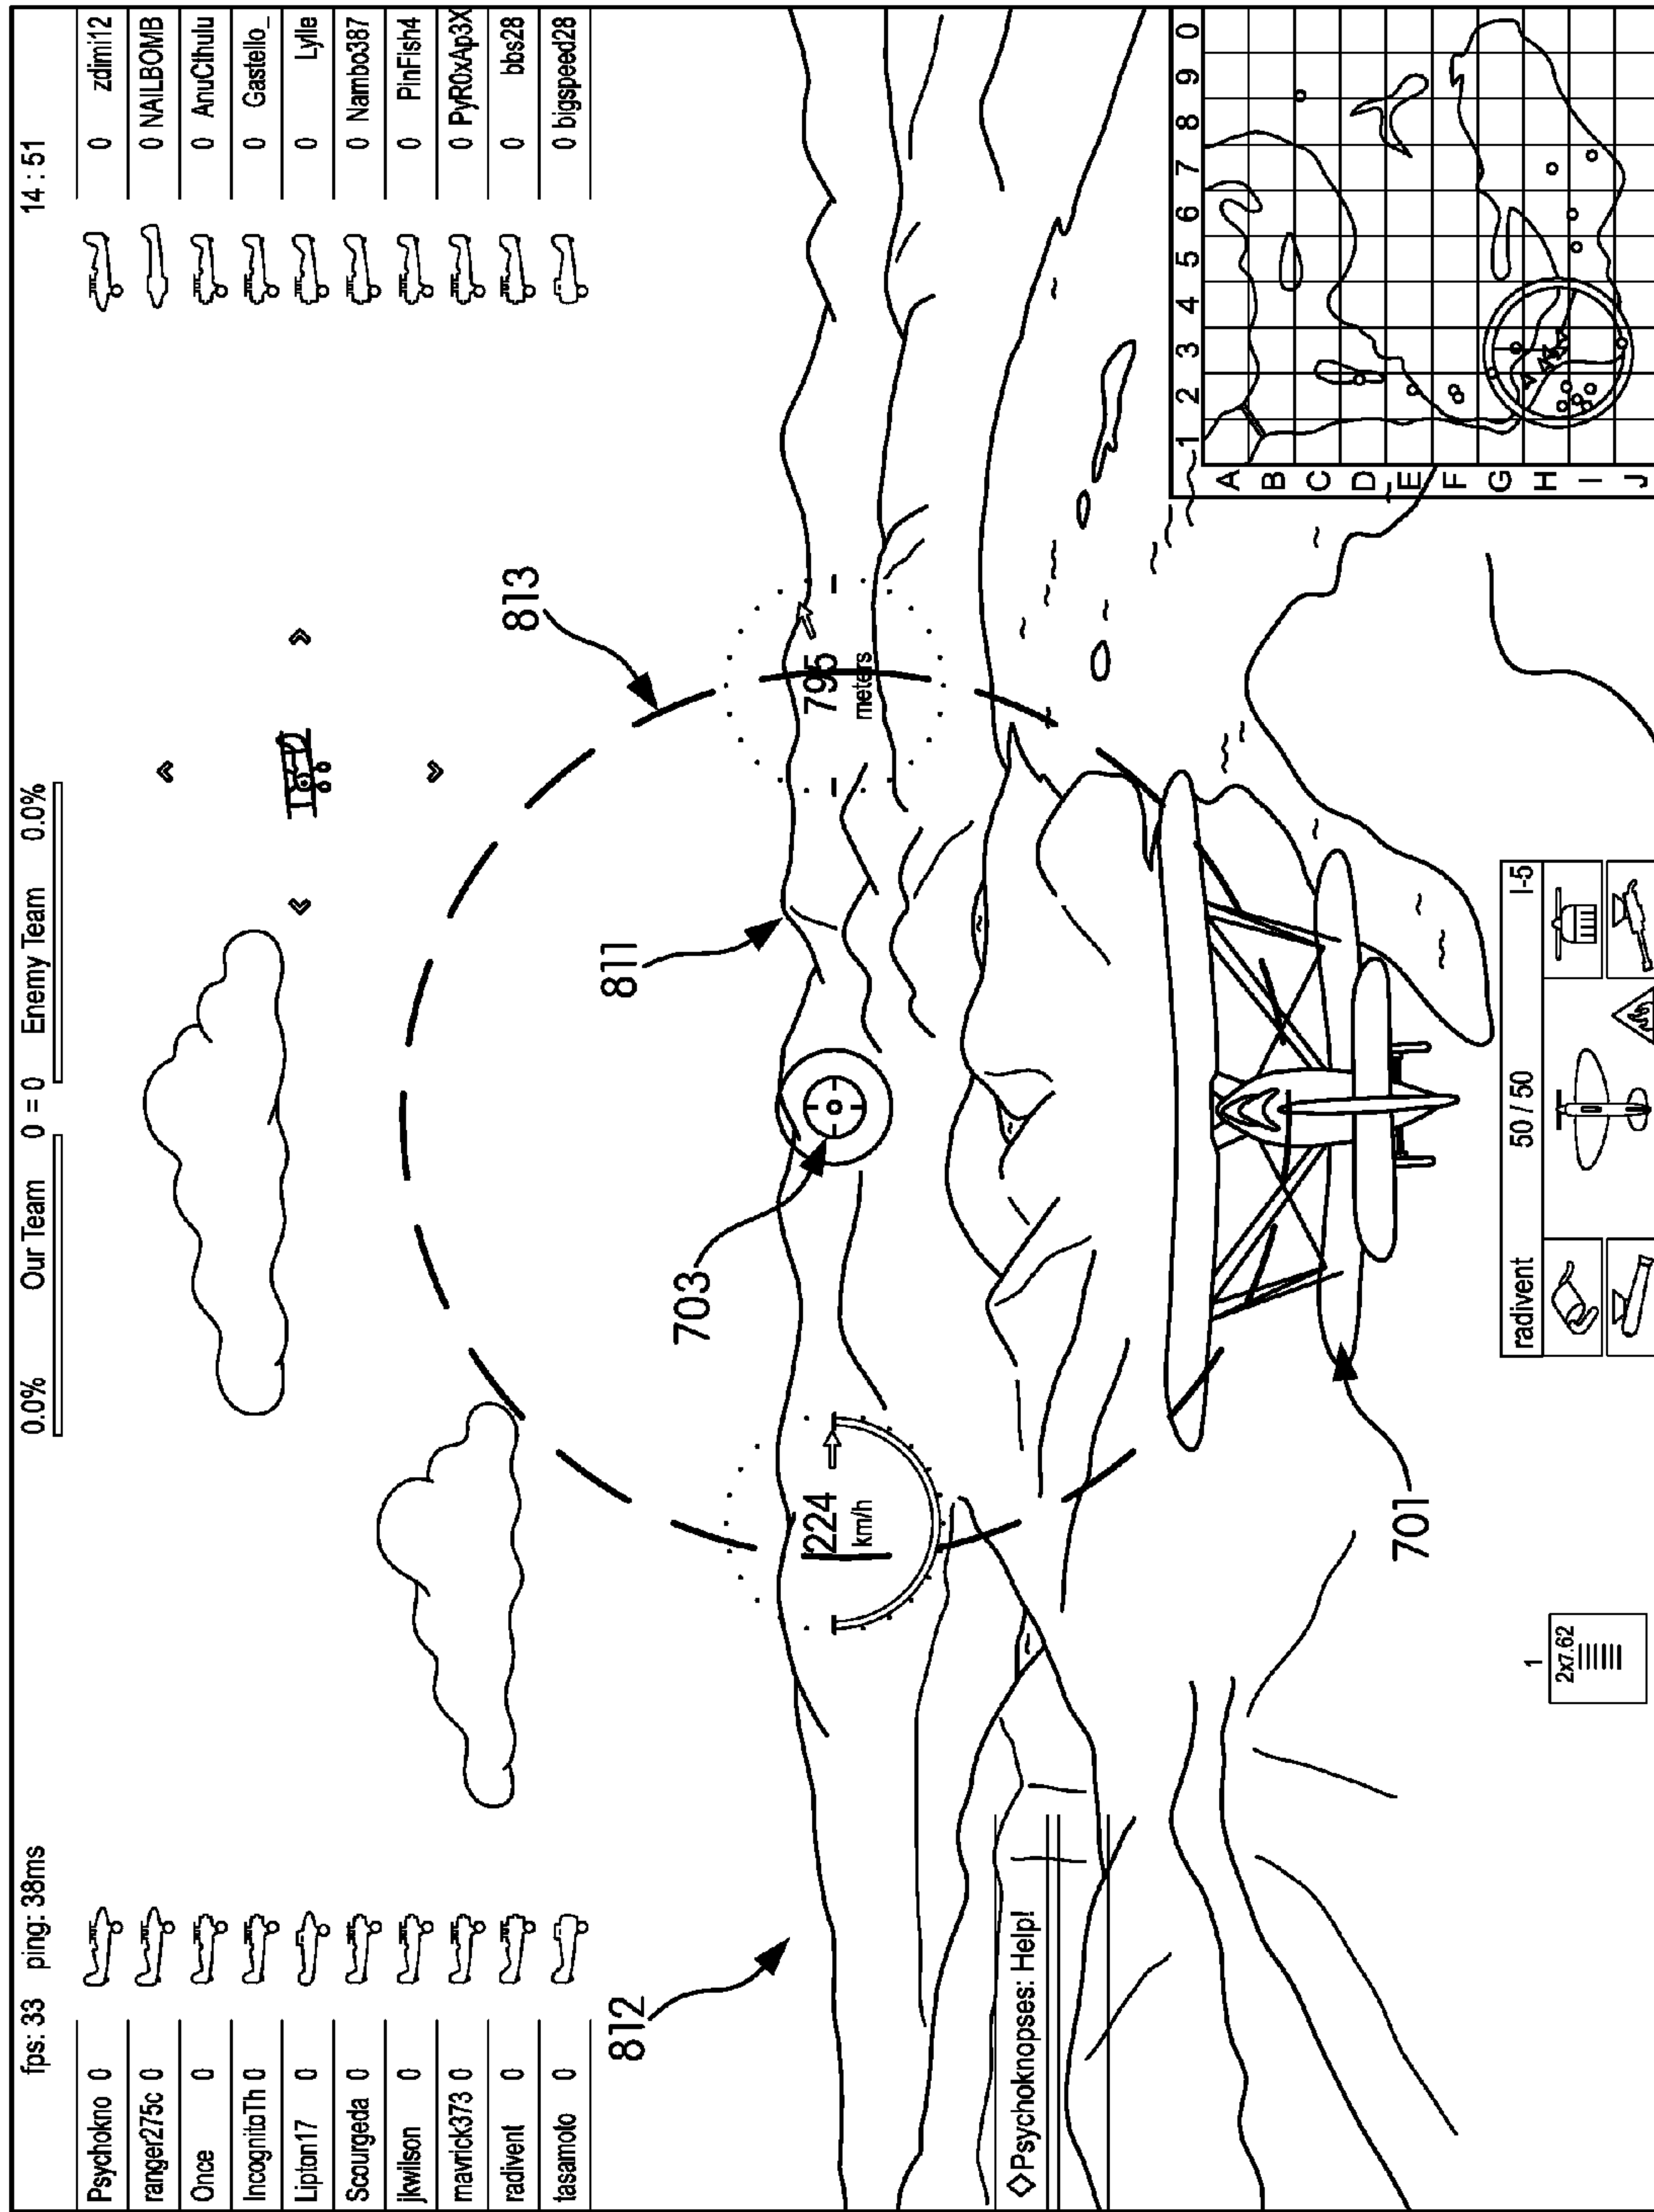 fps: 33 ping: 38ms
0.0% Our Team 0 = 0 Enemy Team 0.0%
14 : 51
Psychokno 0
ranger275c 0
Once 0
IncognitoTh 0
Lipton17 0
Scourgeda 0
jkwilson 0
mavrick373 0
radivent 0
tasamoto 0
0 zdimi12
0 NAILBOMB
0 AnuCthulu
0 Gastello_
0 Lylle
0 Nambo387
0 PinFish4
0 PyR0xAp3X
0 bbs28
0 bigspeed28
813
812
811
703
224
km/h
795
meters
◇Psychoknopses: Help!
701
1
2x7.62
radivent 50 / 50 I-5
1 2 3 4 5 6 7 8 9 0
A
B
C
D
E
F
G
H
I
J